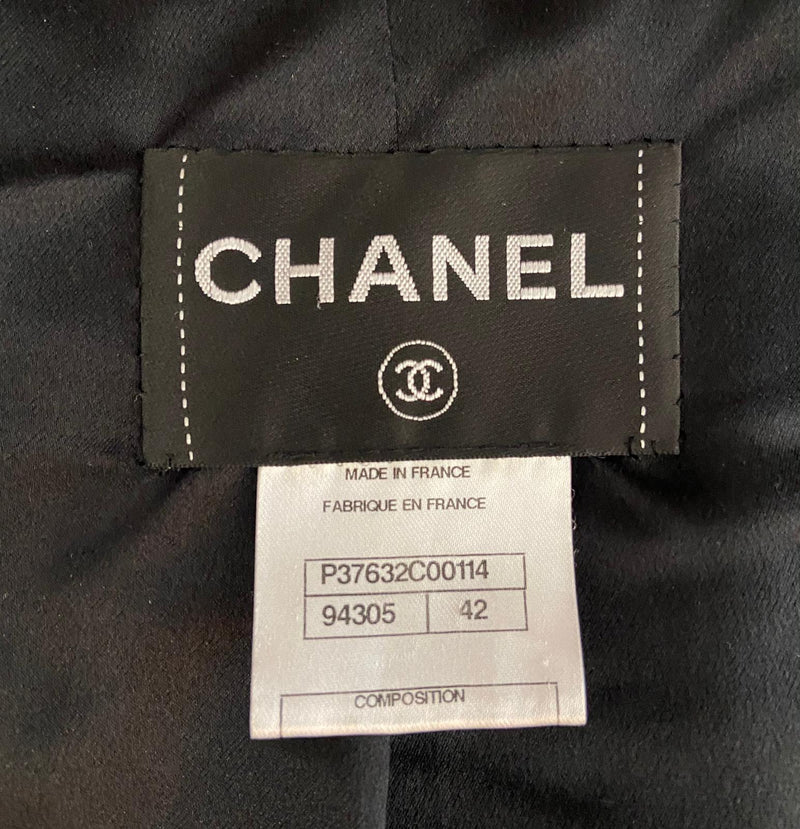 CHANEL
MADE IN FRANCE
FABRIQUE EN FRANCE
P37632C00114
94305 42
COMPOSITION